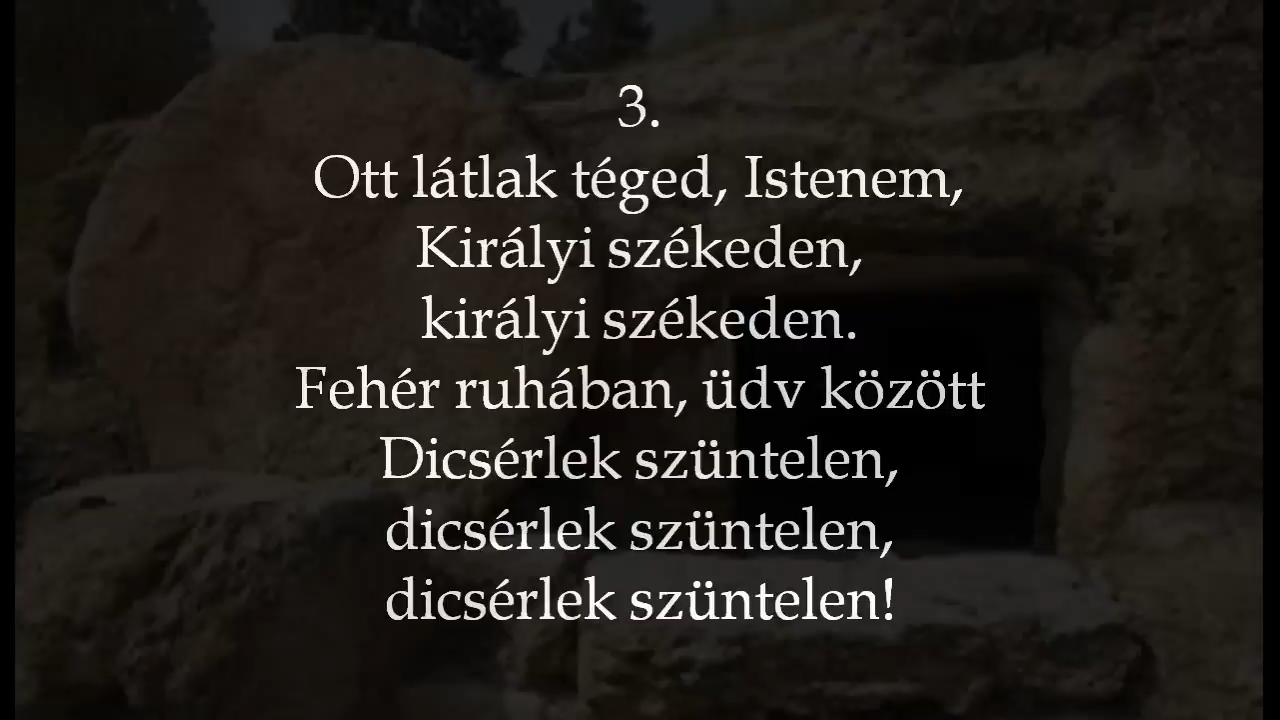 3.
Ott látlak téged, Istenem,
Királyi székeden,
királyi székeden.
Fehér ruhában, üdv között
Dicsérlek szüntelen,
dicsérlek szüntelen,
dicsérlek szüntelen!